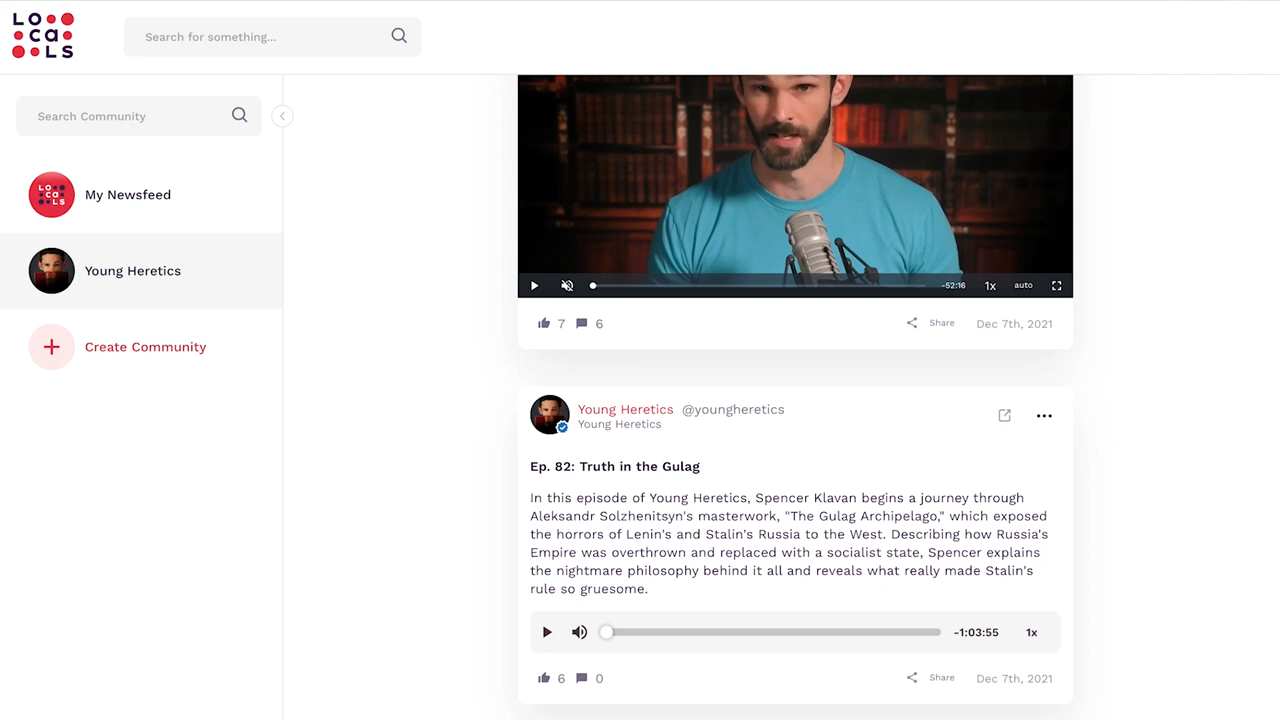 LO
ca
LS
Search for something...
Search Community
LO
ca
LS
My Newsfeed
Young Heretics
Create Community
-52:16 1x auto
7 6 Share Dec 7th, 2021
Young Heretics @youngheretics
Young Heretics
Ep. 82: Truth in the Gulag
In this episode of Young Heretics, Spencer Klavan begins a journey through
Aleksandr Solzhenitsyn's masterwork, "The Gulag Archipelago," which exposed
the horrors of Lenin's and Stalin's Russia to the West. Describing how Russia's
Empire was overthrown and replaced with a socialist state, Spencer explains
the nightmare philosophy behind it all and reveals what really made Stalin's
rule so gruesome.
-1:03:55 1x
6 0 Share Dec 7th, 2021